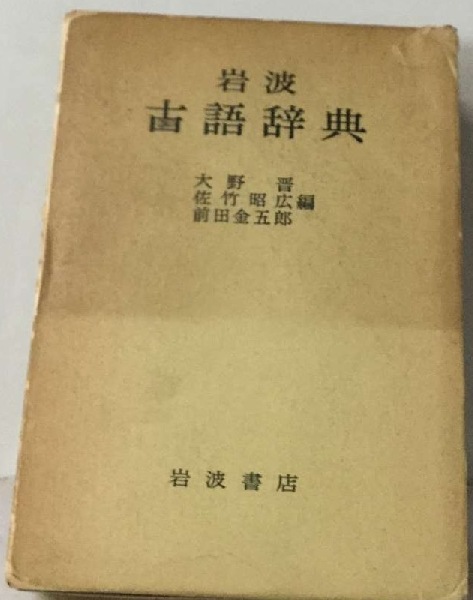 岩波
古語辞典
大野晋
佐竹昭広編
前田金五郎
岩波書店